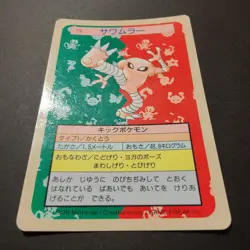 サワムラー
キックポケモン
タイプ/かくとう
たかさ/1.5メートル おもさ/49.8キログラム
おもなわざ/にどげり・ヨガのポーズ
まわしげり・とびひざげり
あしが じゆうに のびちぢみして とおく
はなれている ばあいでも あいてを けりあ
げることが できる。